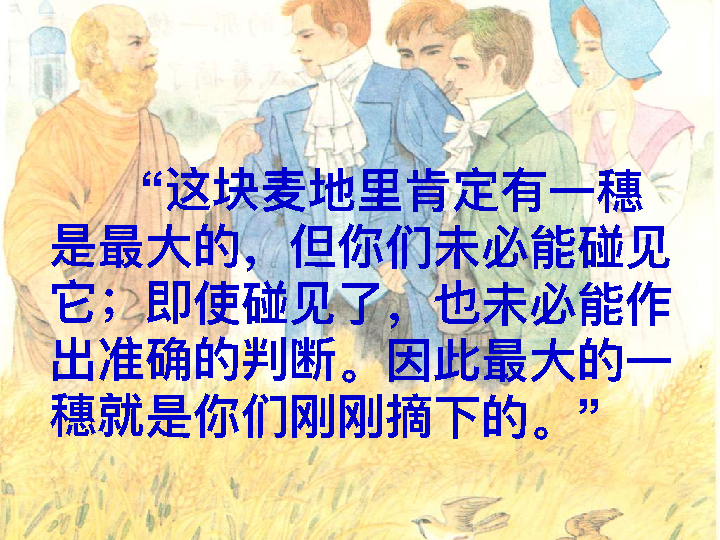 “这块麦地里肯定有一穗
是最大的，但你们未必能碰见
它；即使碰见了，也未必能作
出准确的判断。因此最大的一
穗就是你们刚刚摘下的。”